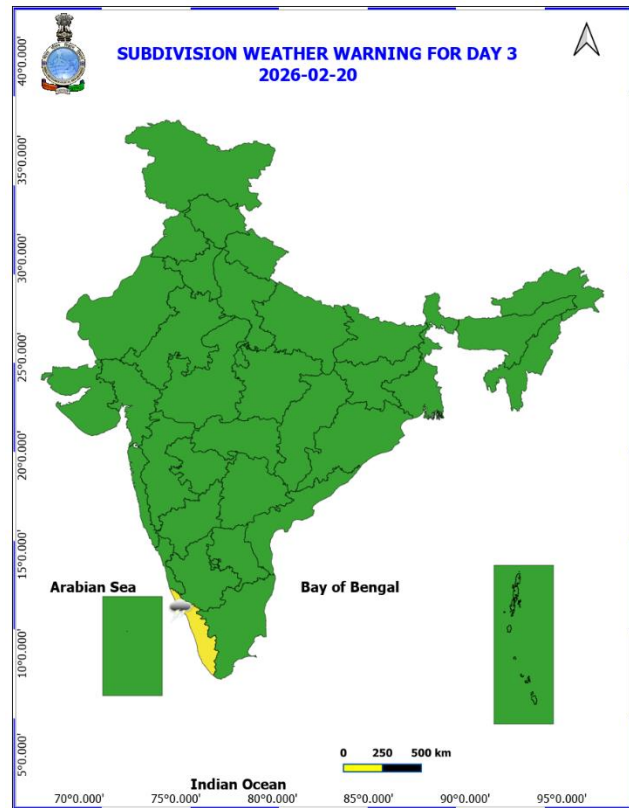 SUBDIVISION WEATHER WARNING FOR DAY 3
2026-02-20
40°0.000'
35°0.000'
30°0.000'
25°0.000'
20°0.000'
15°0.000'
Arabian Sea
Bay of Bengal
10°0.000'
5°0.000'
0 250 500 km
Indian Ocean
70°0.000' 75°0.000' 80°0.000' 85°0.000' 90°0.000' 95°0.000'